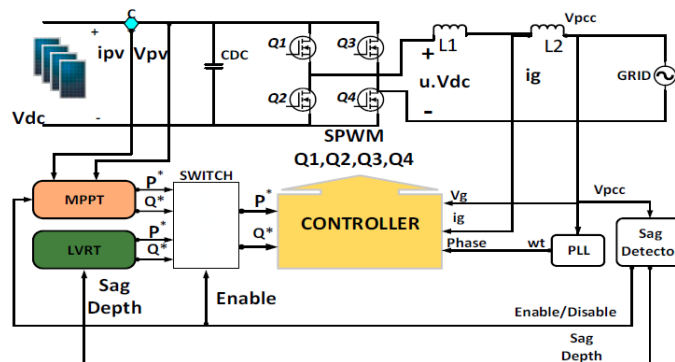 C
Vpcc
+
ipv Vpv
CDC
Q1
Q3
+
L1
L2
u.Vdc
ig
GRID
Q2
Q4
Vdc
-
-
SPWM
Q1,Q2,Q3,Q4
SWITCH
MPPT
P*
Q*
P*
Q*
CONTROLLER
Vg
ig
Phase
wt
PLL
Vpcc
Sag
Detector
LVRT
P*
Q*
Sag
Depth
Enable
Enable/Disable
Sag
Depth